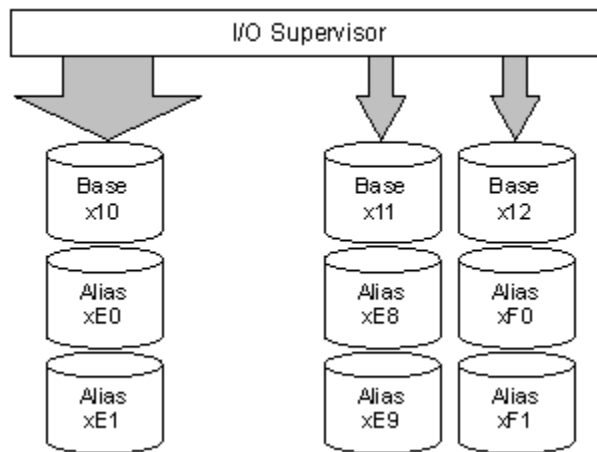 I/O Supervisor
Base
x10
Base
x11
Base
x12
Alias
xE0
Alias
xE8
Alias
xF0
Alias
xE1
Alias
xE9
Alias
xF1